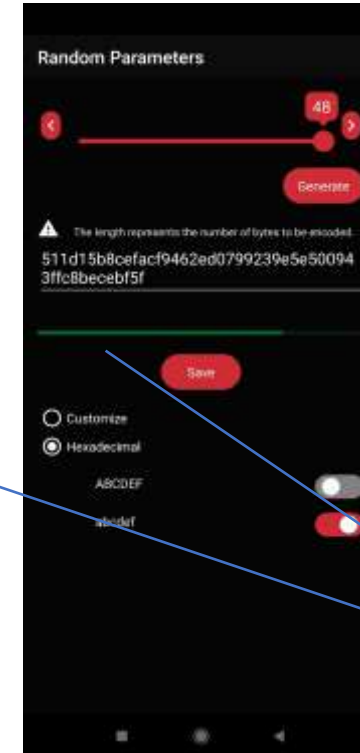 Random Parameters
48
Generate
The length represents the number of bytes to be encoded.
511d15b8cefacf9462ed0799239e5e50094
3ffc8becebf5f
Save
Customize
Hexadecimal
ABCDEF
abcdef